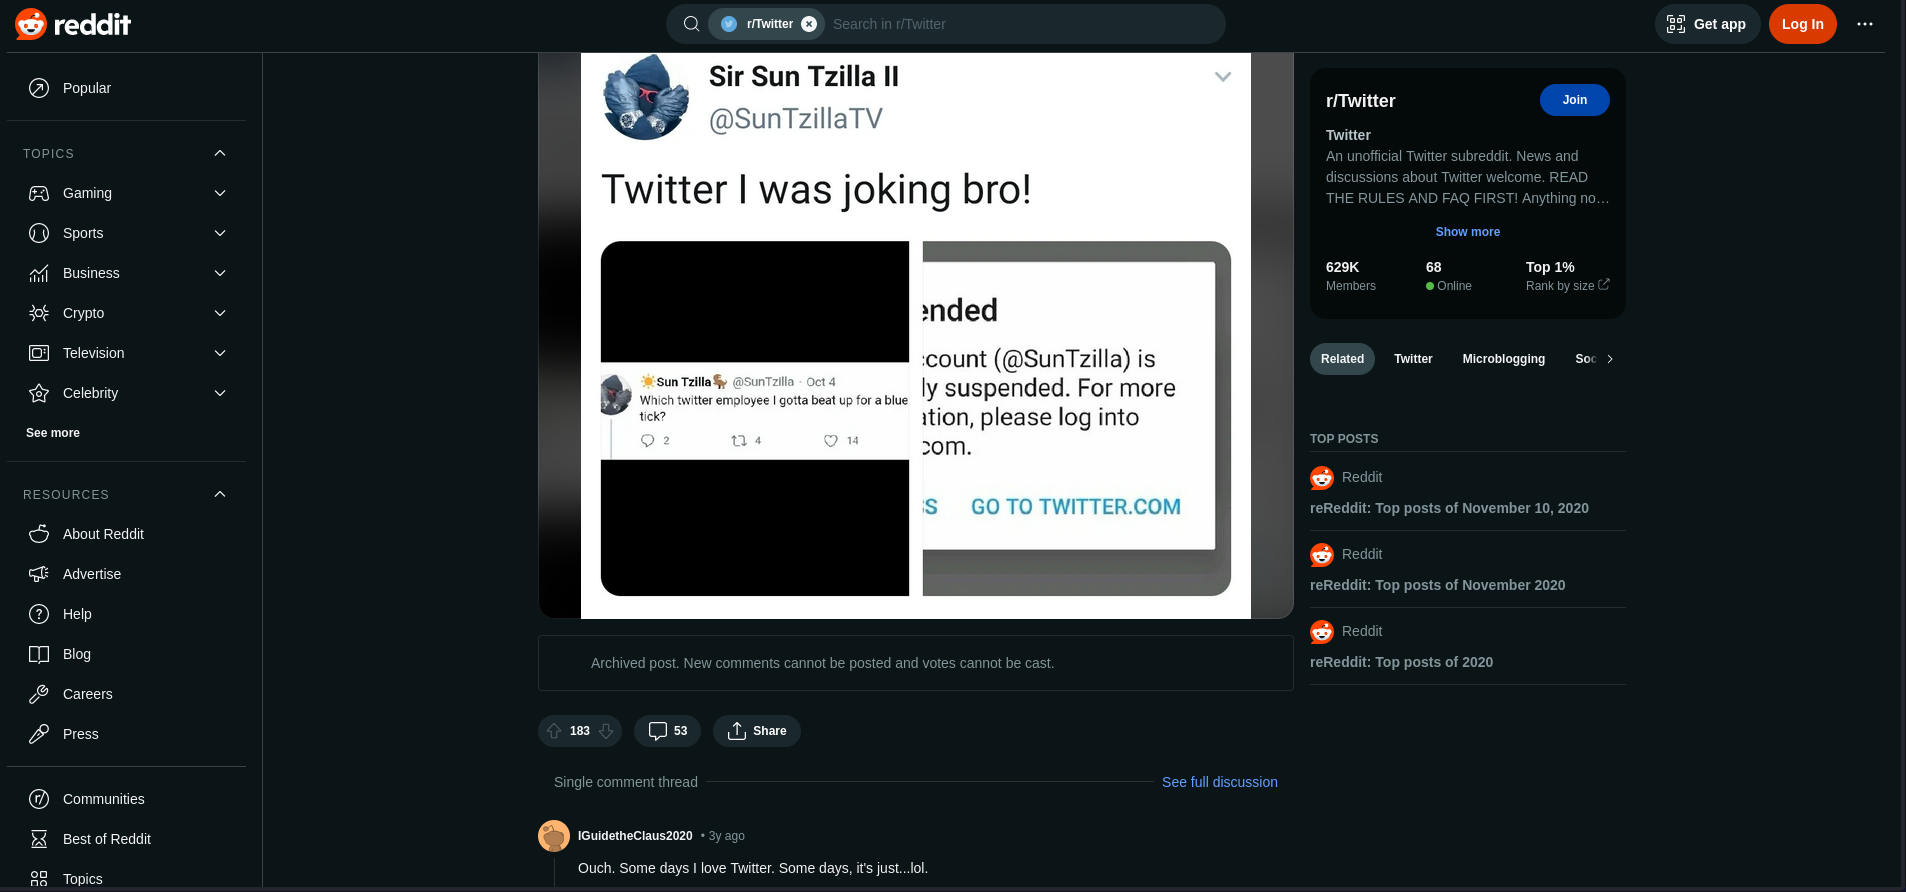 reddit
r/Twitter
Search in r/Twitter
Get app
Log In
Popular
TOPICS
Gaming
Sports
Business
Crypto
Television
Celebrity
See more
RESOURCES
About Reddit
Advertise
Help
Blog
Careers
Press
Communities
Best of Reddit
Topics
Sir Sun Tzilla II
@SunTzillaTV
Twitter I was joking bro!
Sun Tzilla @SunTzilla · Oct 4
Which twitter employee I gotta beat up for a blue
tick?
2 4 14
ended
ccount (@SunTzilla) is
ly suspended. For more
ation, please log into
com.
SS GO TO TWITTER.COM
Archived post. New comments cannot be posted and votes cannot be cast.
183
53
Share
Single comment thread
See full discussion
IGuidetheClaus2020 • 3y ago
Ouch. Some days I love Twitter. Some days, it's just...lol.
r/Twitter
Join
Twitter
An unofficial Twitter subreddit. News and
discussions about Twitter welcome. READ
THE RULES AND FAQ FIRST! Anything no…
Show more
629K 68 Top 1%
Members Online Rank by size
Related Twitter Microblogging Soc
TOP POSTS
Reddit
reReddit: Top posts of November 10, 2020
Reddit
reReddit: Top posts of November 2020
Reddit
reReddit: Top posts of 2020